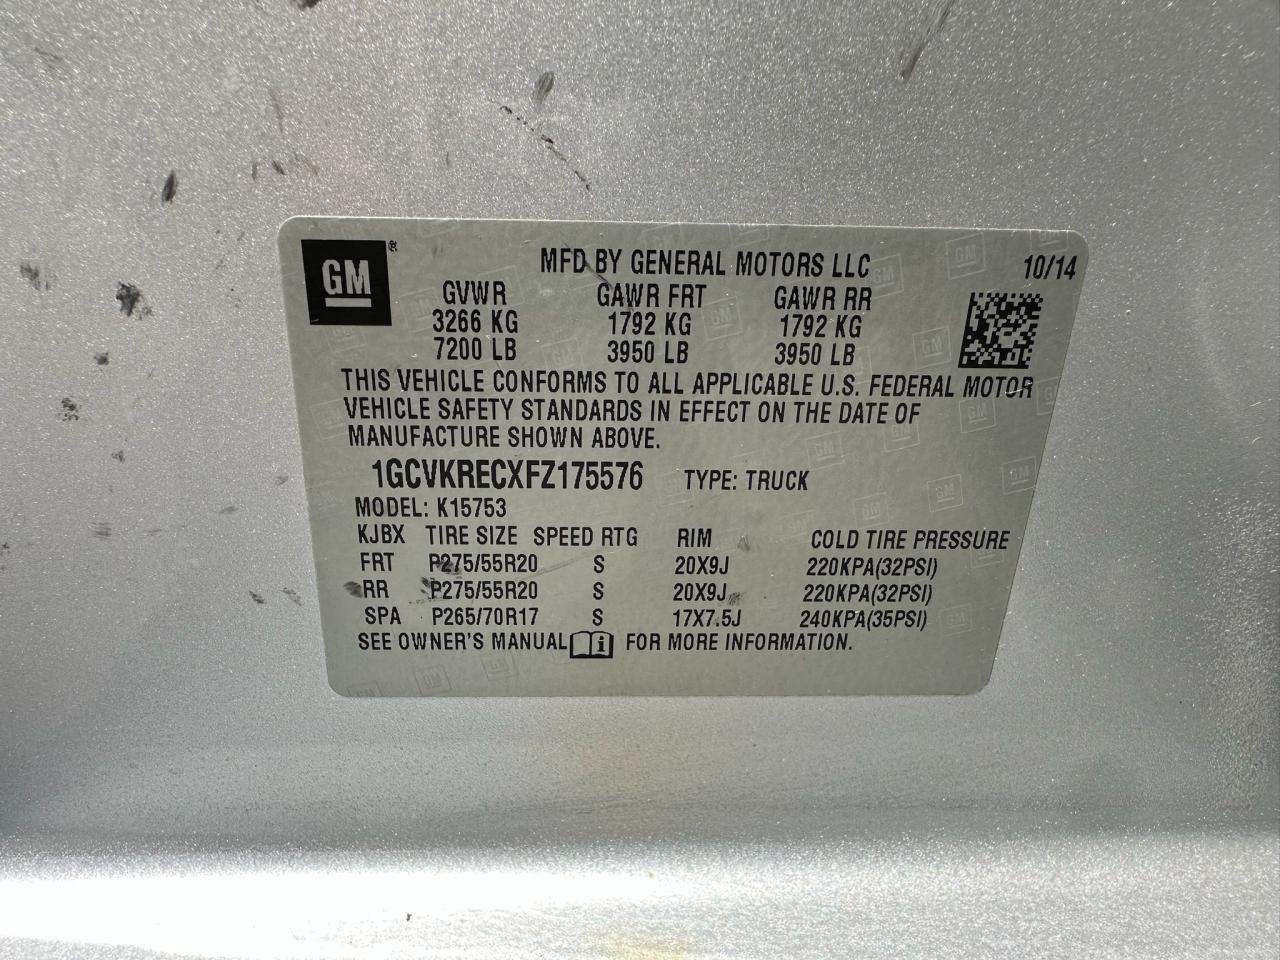 GM®
MFD BY GENERAL MOTORS LLC 10/14
GVWR GAWR FRT GAWR RR
3266 KG 1792 KG 1792 KG
7200 LB 3950 LB 3950 LB
THIS VEHICLE CONFORMS TO ALL APPLICABLE U.S. FEDERAL MOTOR
VEHICLE SAFETY STANDARDS IN EFFECT ON THE DATE OF
MANUFACTURE SHOWN ABOVE.
1GCVKRECXFZ175576 TYPE: TRUCK
MODEL: K15753
KJBX TIRE SIZE SPEED RTG RIM COLD TIRE PRESSURE
FRT P275/55R20 S 20X9J 220KPA(32PSI)
RR P275/55R20 S 20X9J 220KPA(32PSI)
SPA P265/70R17 S 17X7.5J 240KPA(35PSI)
SEE OWNER'S MANUAL i FOR MORE INFORMATION.